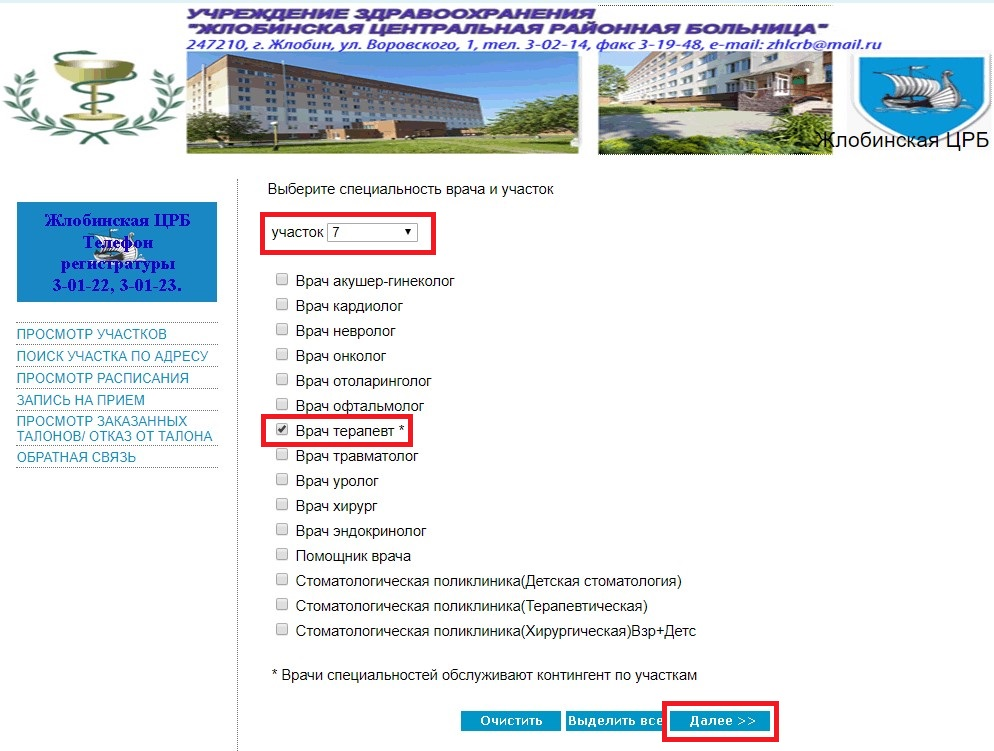 УЧРЕЖДЕНИЕ ЗДРАВООХРАНЕНИЯ
"ЖЛОБИНСКАЯ ЦЕНТРАЛЬНАЯ РАЙОННАЯ БОЛЬНИЦА"
247210, г. Жлобин, ул. Воровского, 1, тел. 3-02-14, факс 3-19-48, e-mail: zhlcrb@mail.ru
Жлобинская ЦРБ
Жлобинская ЦРБ
Телефон
регистратуры
3-01-22, 3-01-23.
ПРОСМОТР УЧАСТКОВ
ПОИСК УЧАСТКА ПО АДРЕСУ
ПРОСМОТР РАСПИСАНИЯ
ЗАПИСЬ НА ПРИЕМ
ПРОСМОТР ЗАКАЗАННЫХ
ТАЛОНОВ/ ОТКАЗ ОТ ТАЛОНА
ОБРАТНАЯ СВЯЗЬ
Выберите специальность врача и участок
участок 7
Врач акушер-гинеколог
Врач кардиолог
Врач невролог
Врач онколог
Врач отоларинголог
Врач офтальмолог
Врач терапевт *
Врач травматолог
Врач уролог
Врач хирург
Врач эндокринолог
Помощник врача
Стоматологическая поликлиника(Детская стоматология)
Стоматологическая поликлиника(Терапевтическая)
Стоматологическая поликлиника(Хирургическая)Взр+Детс
* Врачи специальностей обслуживают контингент по участкам
Очистить Выделить все Далее >>